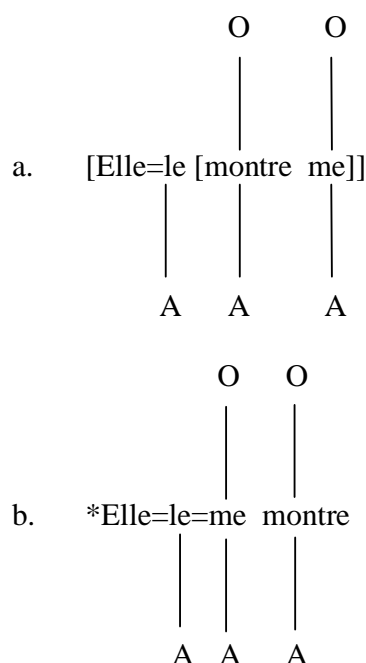 O O
a. [Elle=le [montre me]]
A A A
O O
b. *Elle=le=me montre
A A A